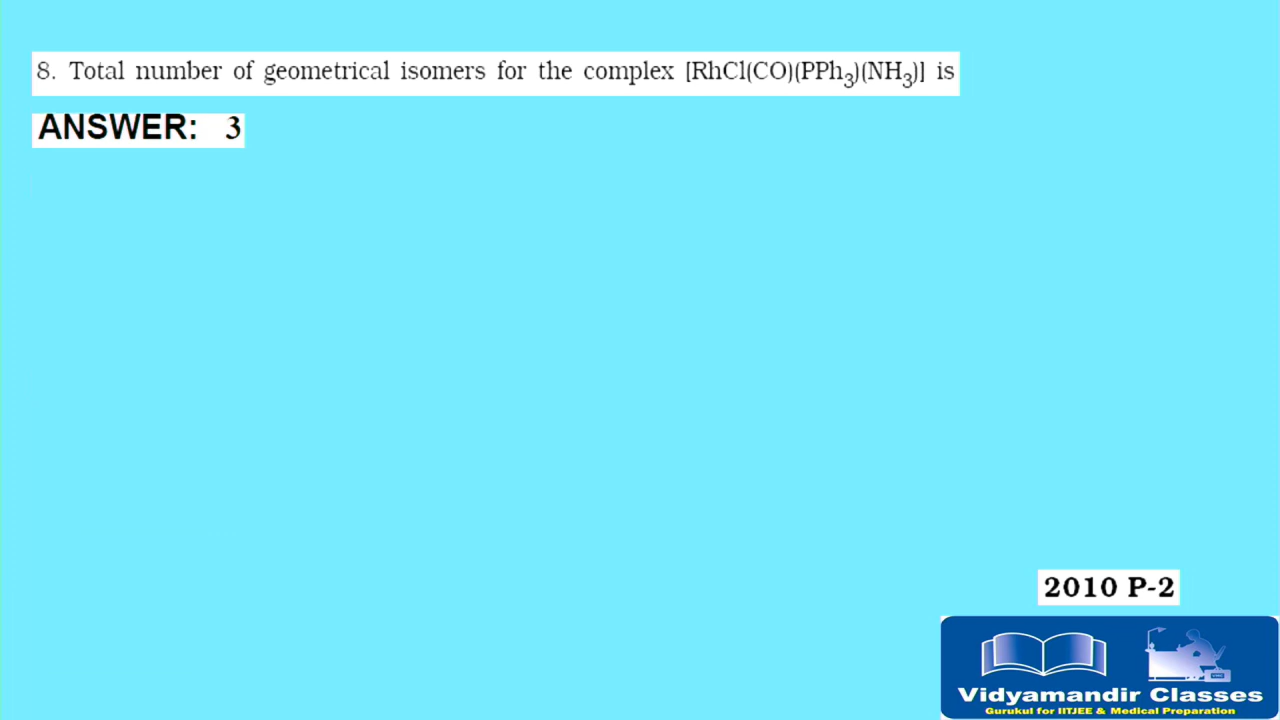 8. Total number of geometrical isomers for the complex [RhCl(CO)(PPh3)(NH3)] is
ANSWER: 3
2010 P-2
Vidyamandir Classes
Gurukul for IITJEE & Medical Preparation